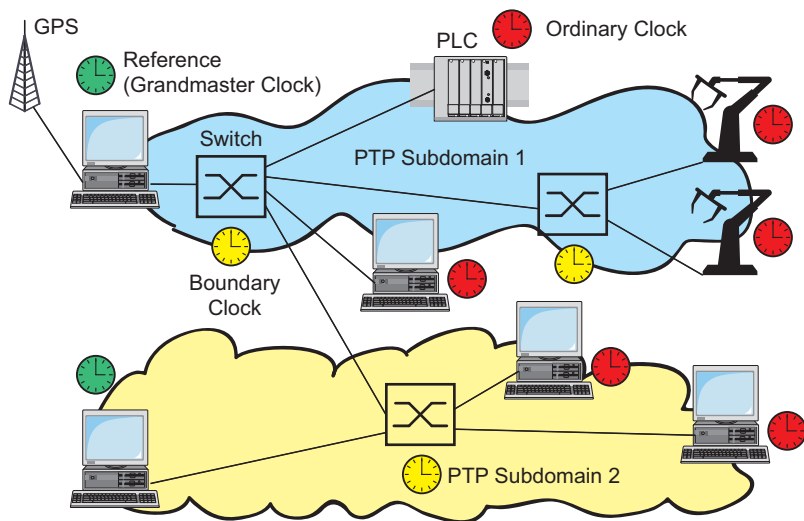 GPS
PLC
Ordinary Clock
Reference
(Grandmaster Clock)
Switch
PTP Subdomain 1
Boundary
Clock
PTP Subdomain 2